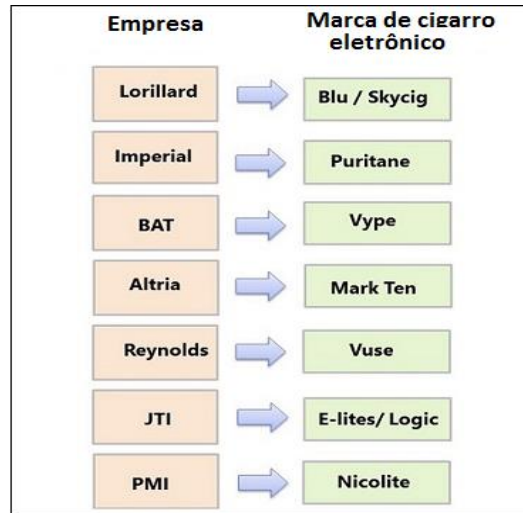 Empresa Marca de cigarro
eletrônico
Lorillard Blu / Skycig
Imperial Puritane
BAT Vype
Altria Mark Ten
Reynolds Vuse
JTI E-lites/ Logic
PMI Nicolite